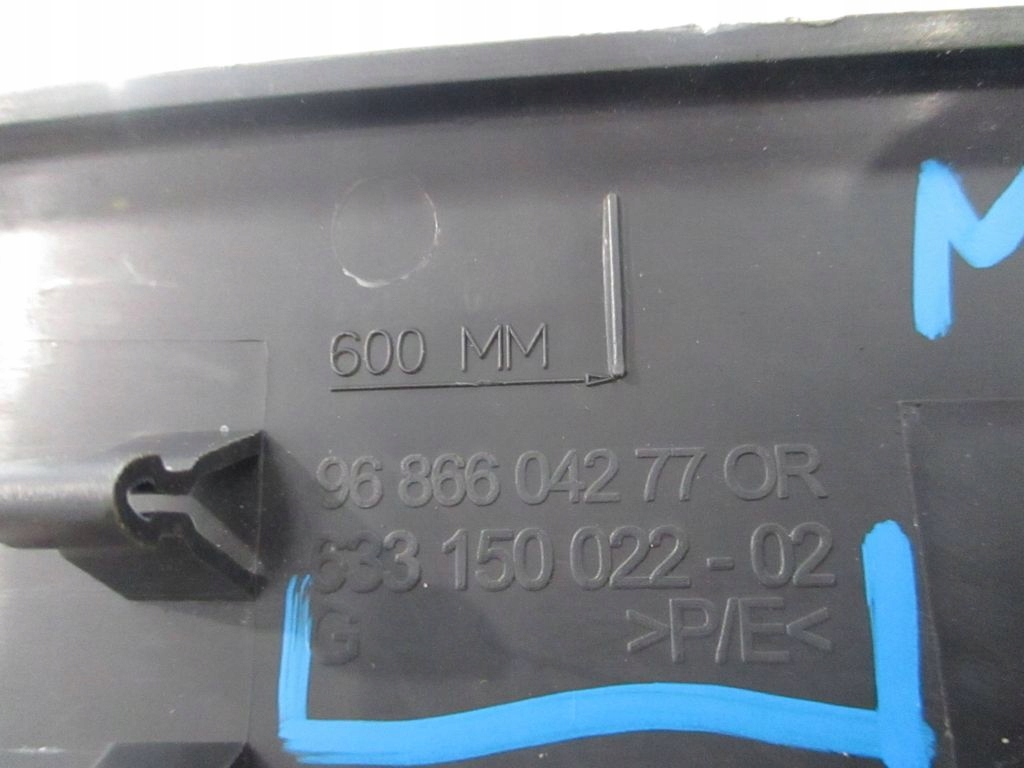 M
600 MM
96 866 042 77 OR
633 150 022 - 02
G >P/E<